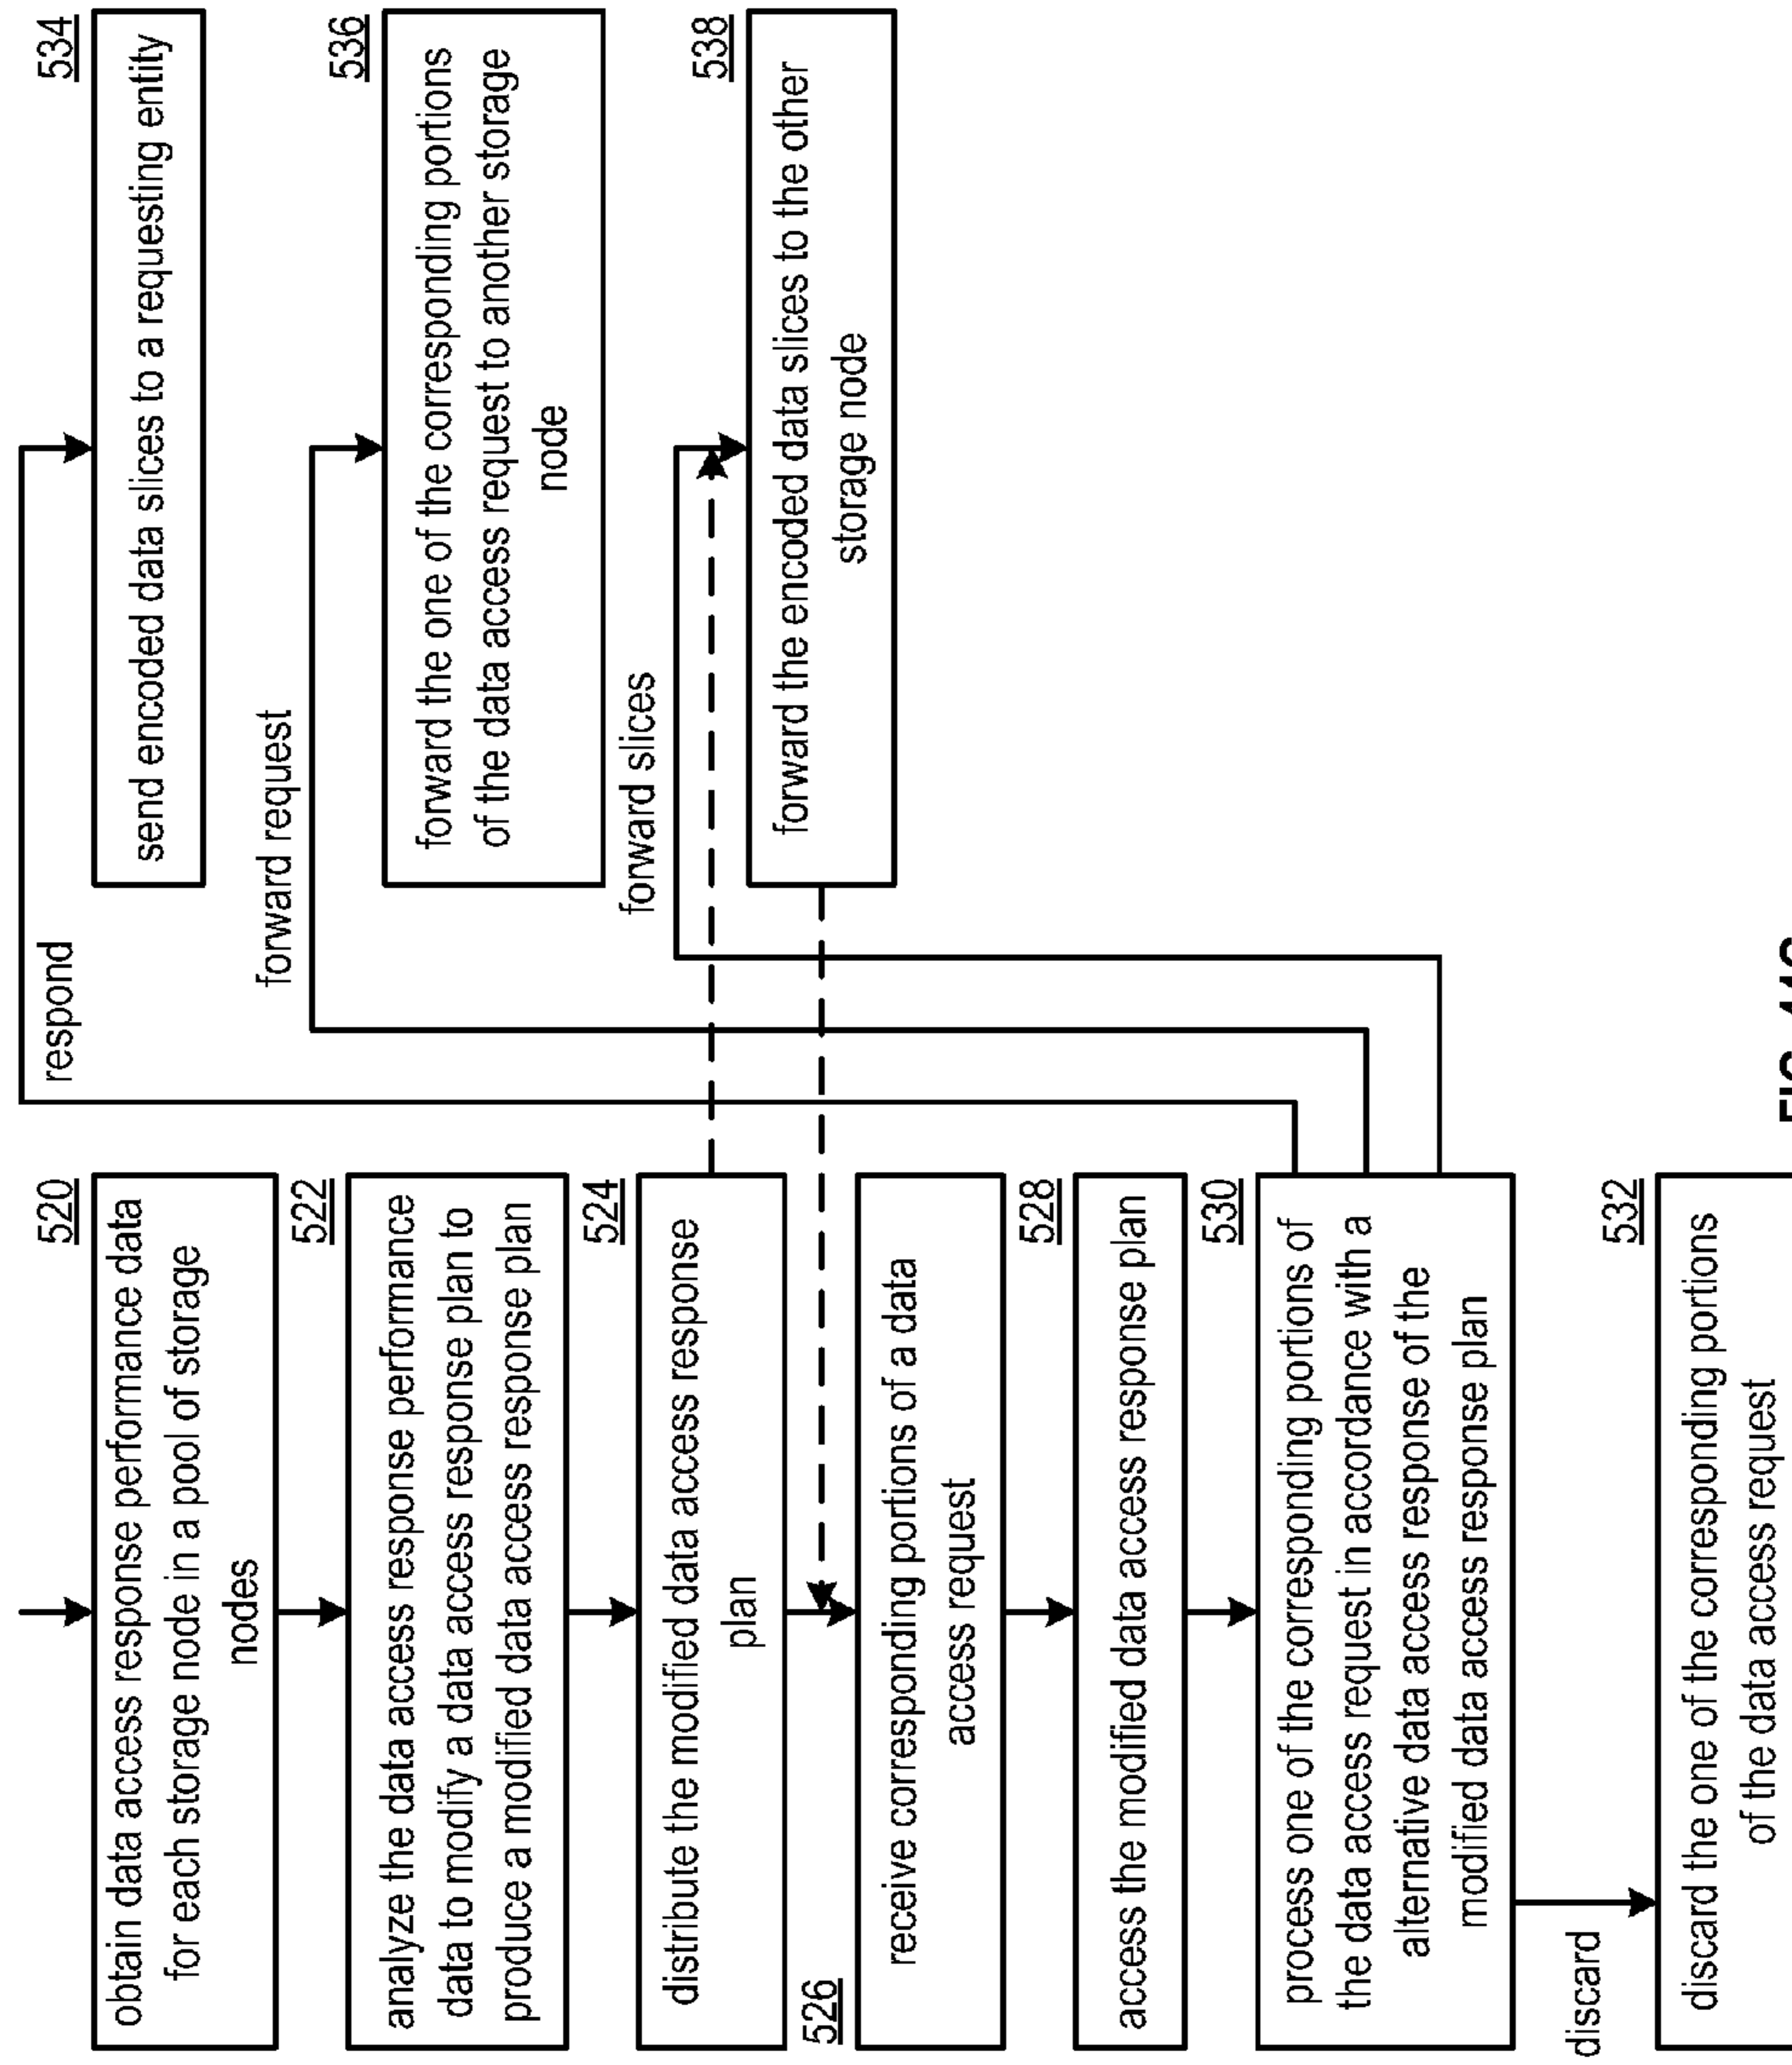 520
obtain data access response performance data
for each storage node in a pool of storage
nodes
522
analyze the data access response performance
data to modify a data access response plan to
produce a modified data access response plan
524
distribute the modified data access response
plan
526
receive corresponding portions of a data
access request
528
access the modified data access response plan
530
process one of the corresponding portions of
the data access request in accordance with a
alternative data access response of the
modified data access response plan
discard
532
discard the one of the corresponding portions
of the data access request
respond
534
send encoded data slices to a requesting entity
forward request
536
forward the one of the corresponding portions
of the data access request to another storage
node
forward slices
538
forward the encoded data slices to the other
storage node